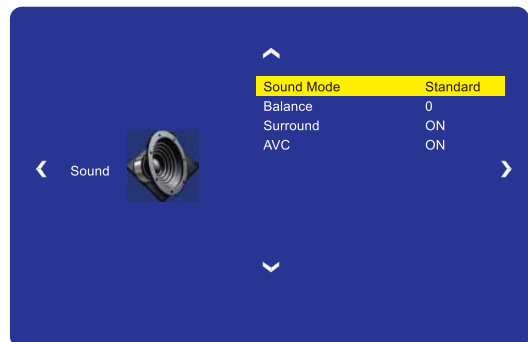 Sound Mode Standard
Balance 0
Surround ON
AVC ON
Sound